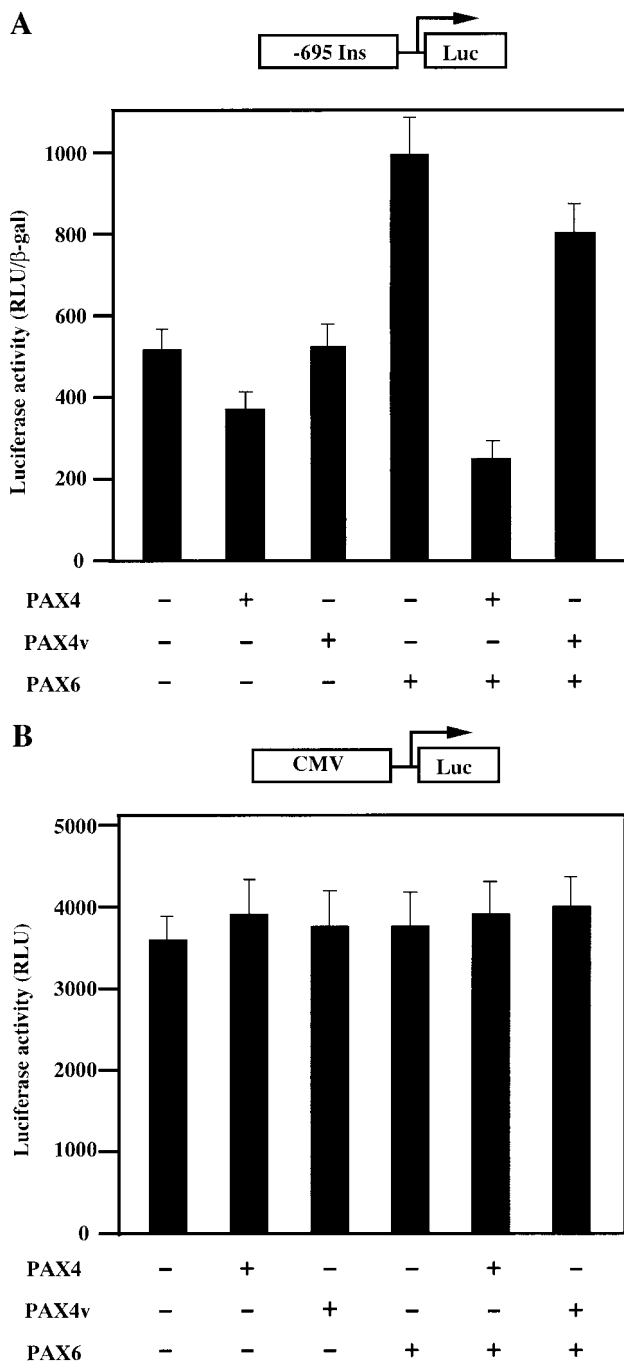 A
-695 Ins Luc
Luciferase activity (RLU/β-gal)
1000
800
600
400
200
0
PAX4 – + – – + –
PAX4v – – + – – +
PAX6 – – – + + +
B
CMV Luc
Luciferase activity (RLU)
5000
4000
3000
2000
1000
0
PAX4 – + – – + –
PAX4v – – + – – +
PAX6 – – – + + +